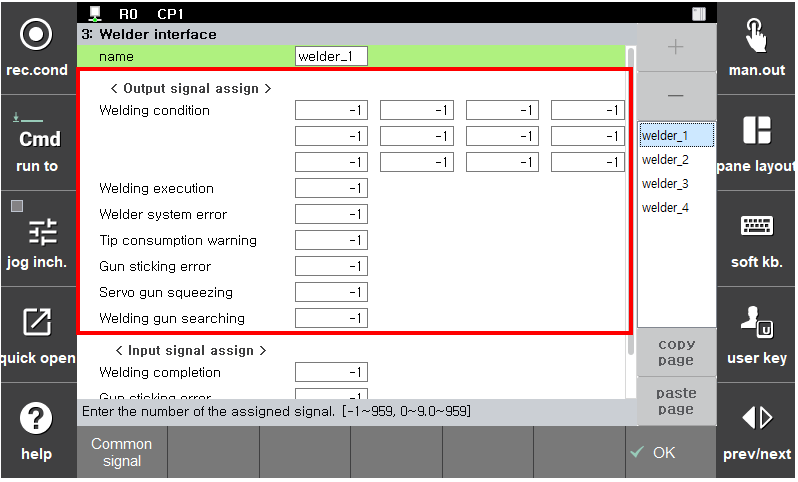 R0 CP1
3: Welder interface
name welder_1
< Output signal assign >
Welding condition -1 -1 -1 -1
-1 -1 -1 -1
-1 -1 -1 -1
Welding execution -1
Welder system error -1
Tip consumption warning -1
Gun sticking error -1
Servo gun squeezing -1
Welding gun searching -1
< Input signal assign >
Welding completion -1
Gun sticking error -1
Enter the number of the assigned signal. [-1~959, 0~9.0~959]
rec.cond
Cmd
run to
jog inch.
quick open
?
help
+
−
welder_1
welder_2
welder_3
welder_4
copy
page
paste
page
man.out
pane layout
soft kb.
U
user key
prev/next
Common
signal
OK